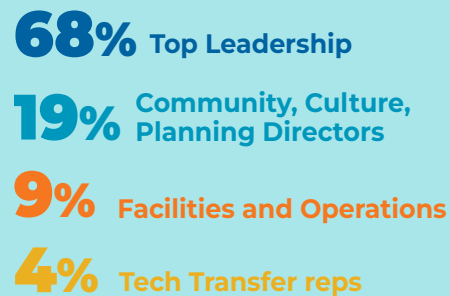 68% Top Leadership
19% Community, Culture,
Planning Directors
9% Facilities and Operations
4% Tech Transfer reps